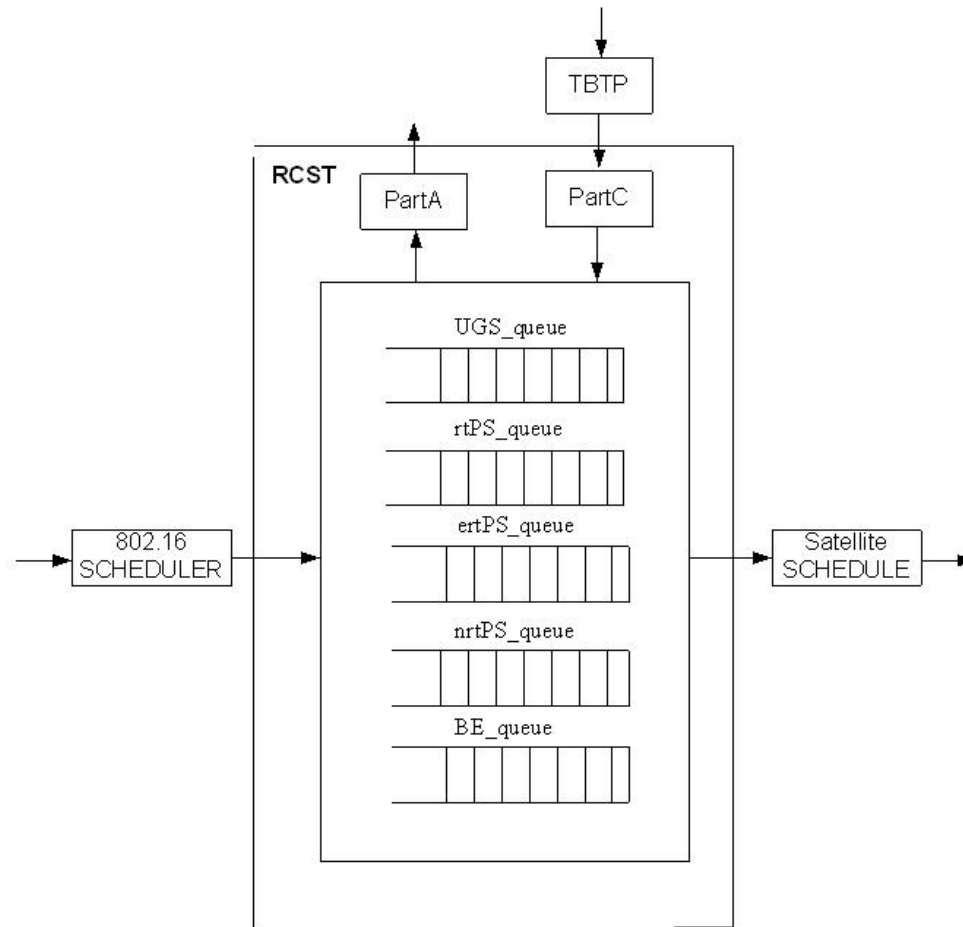 TBTP
RCST
PartA
PartC
UGS_queue
rtPS_queue
ertPS_queue
802.16
SCHEDULER
Satellite
SCHEDULE
nrtPS_queue
BE_queue